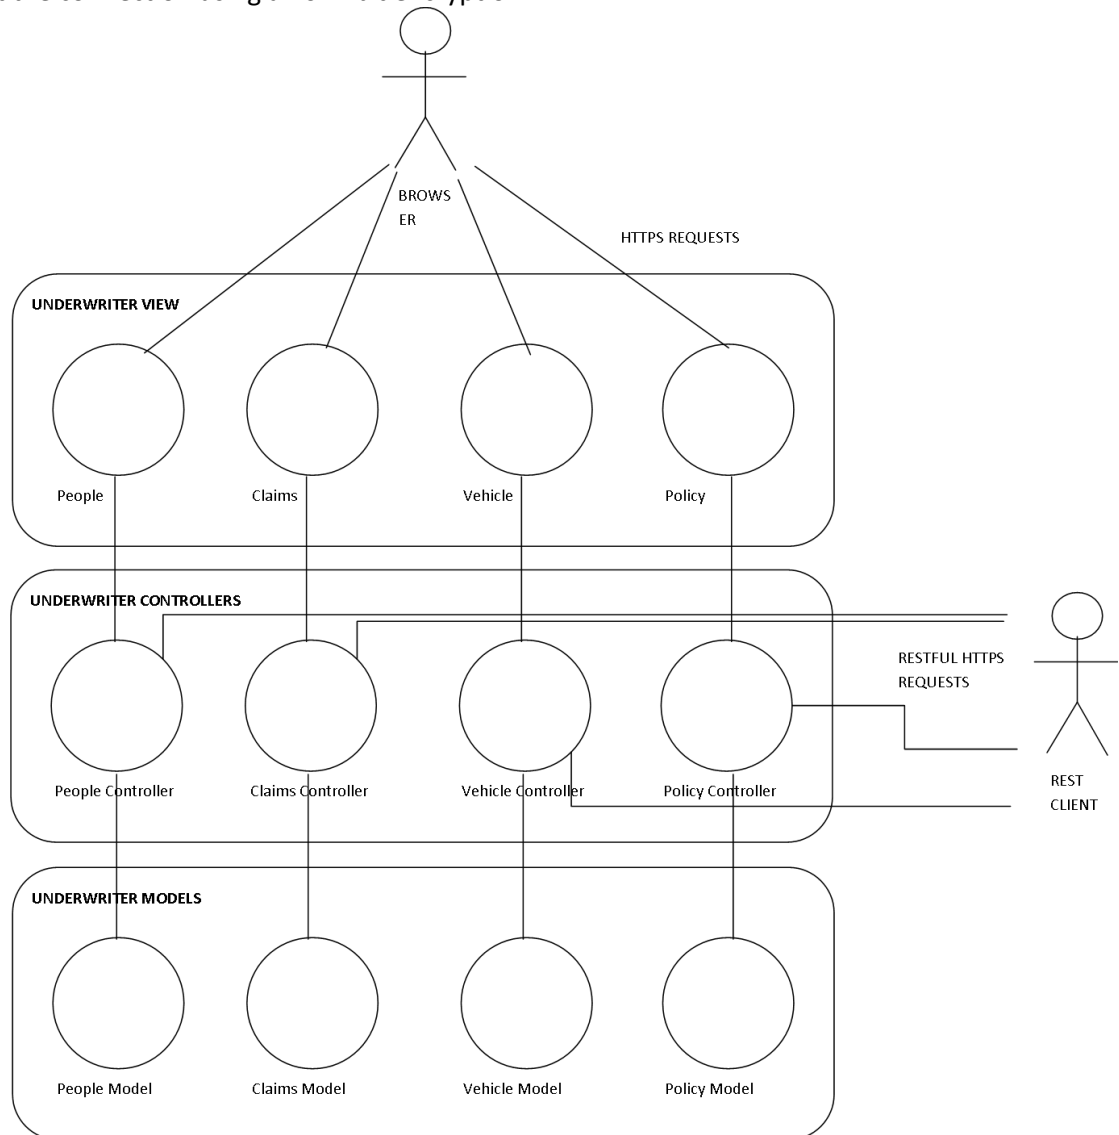 BROWS
ER
HTTPS REQUESTS
UNDERWRITER VIEW
People
Claims
Vehicle
Policy
UNDERWRITER CONTROLLERS
RESTFUL HTTPS
REQUESTS
People Controller
Claims Controller
Vehicle Controller
Policy Controller
REST
CLIENT
UNDERWRITER MODELS
People Model
Claims Model
Vehicle Model
Policy Model